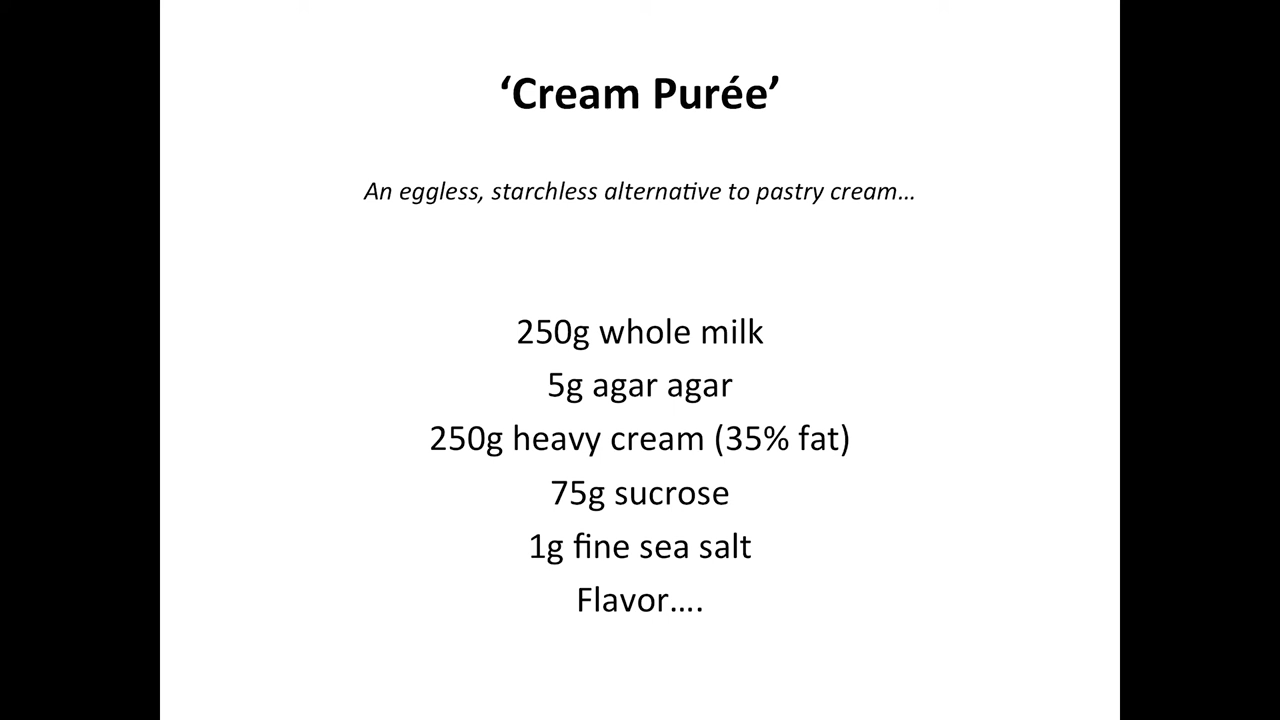 ‘Cream Purée’
An eggless, starchless alternative to pastry cream…
250g whole milk
5g agar agar
250g heavy cream (35% fat)
75g sucrose
1g fine sea salt
Flavor….